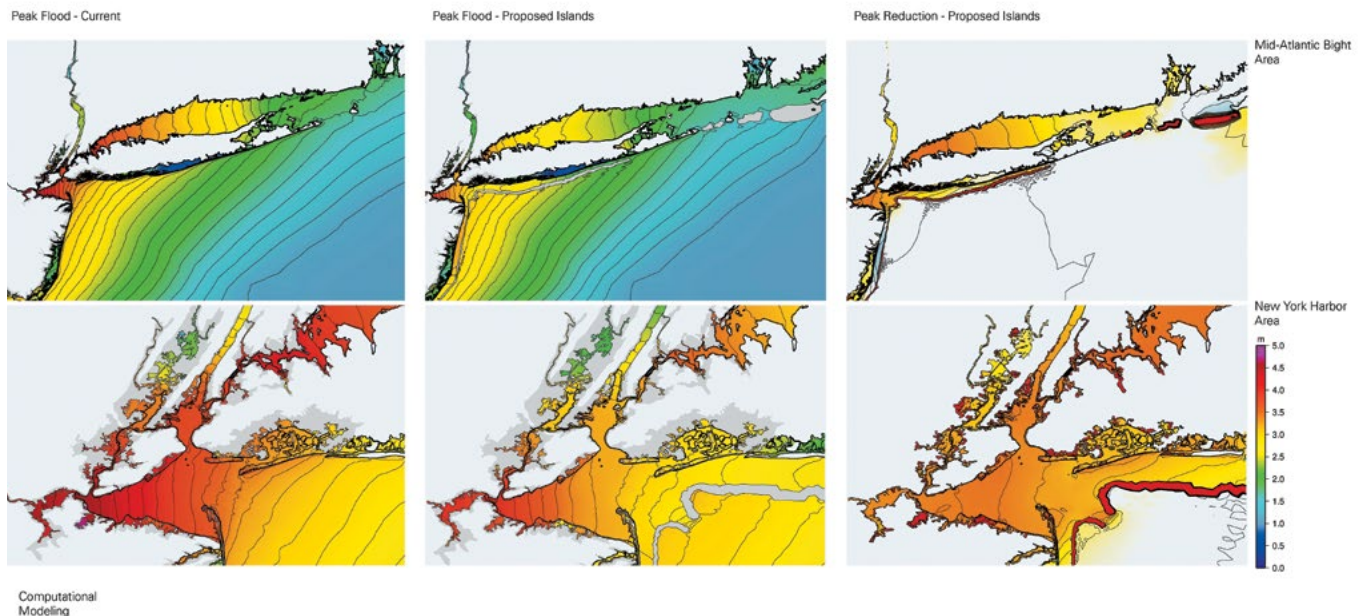 Peak Flood - Current
Peak Flood - Proposed Islands
Peak Reduction - Proposed Islands
Mid-Atlantic Bight
Area
New York Harbor
Area
m
5.0
4.5
4.0
3.5
3.0
2.5
2.0
1.5
1.0
0.5
0.0
Computational
Modeling